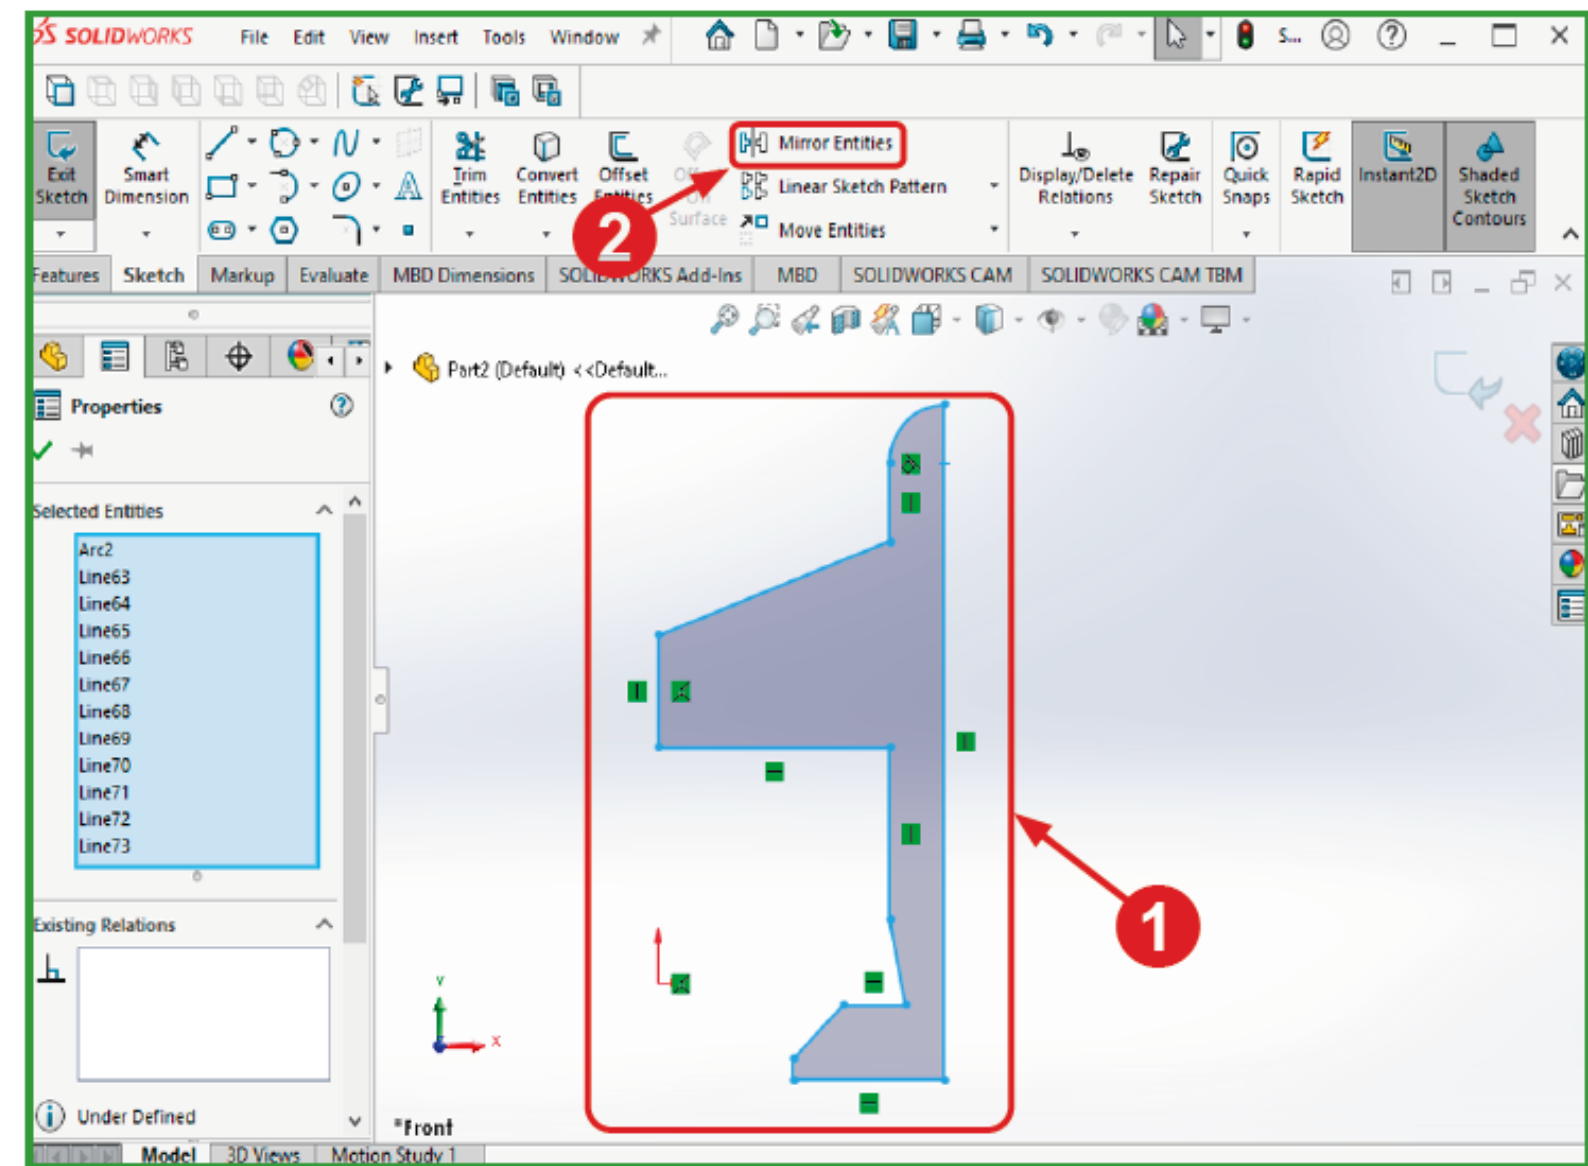 SOLIDWORKS File Edit View Insert Tools Window S...
Mirror Entities
Exit Sketch
Smart Dimension
Trim Entities
Convert Entities
Offset Entities
Surface
Linear Sketch Pattern
Move Entities
Display/Delete Relations
Repair Sketch
Quick Snaps
Rapid Sketch
Instant2D
Shaded Sketch Contours
2
Features Sketch Markup Evaluate MBD Dimensions SOLIDWORKS Add-Ins MBD SOLIDWORKS CAM SOLIDWORKS CAM TBM
Part2 (Default) <<Default...
Properties
Selected Entities
Arc2
Line63
Line64
Line65
Line66
Line67
Line68
Line69
Line70
Line71
Line72
Line73
1
Existing Relations
Y
X
Under Defined
*Front
Model 3D Views Motion Study 1